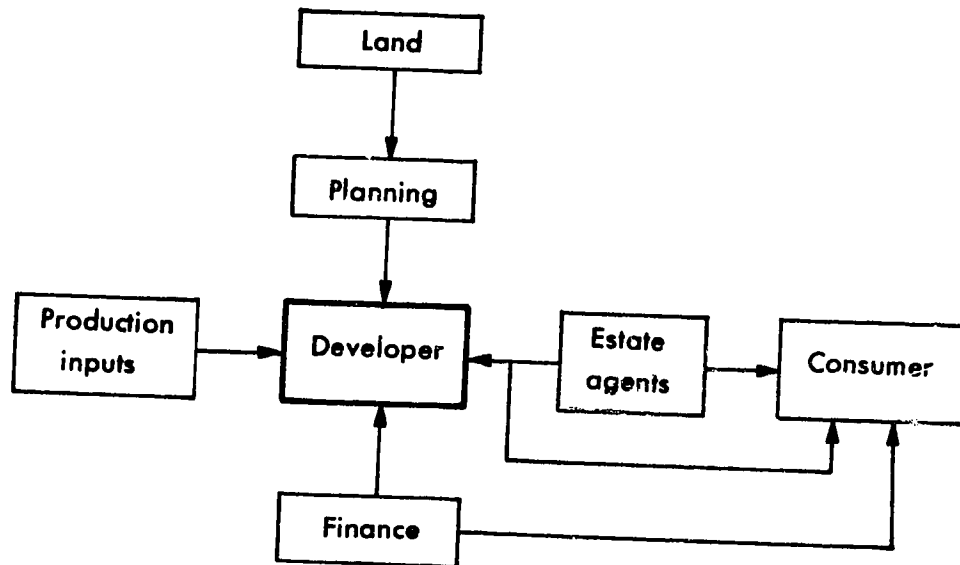 Land
Planning
Production
inputs
Developer
Estate
agents
Consumer
Finance